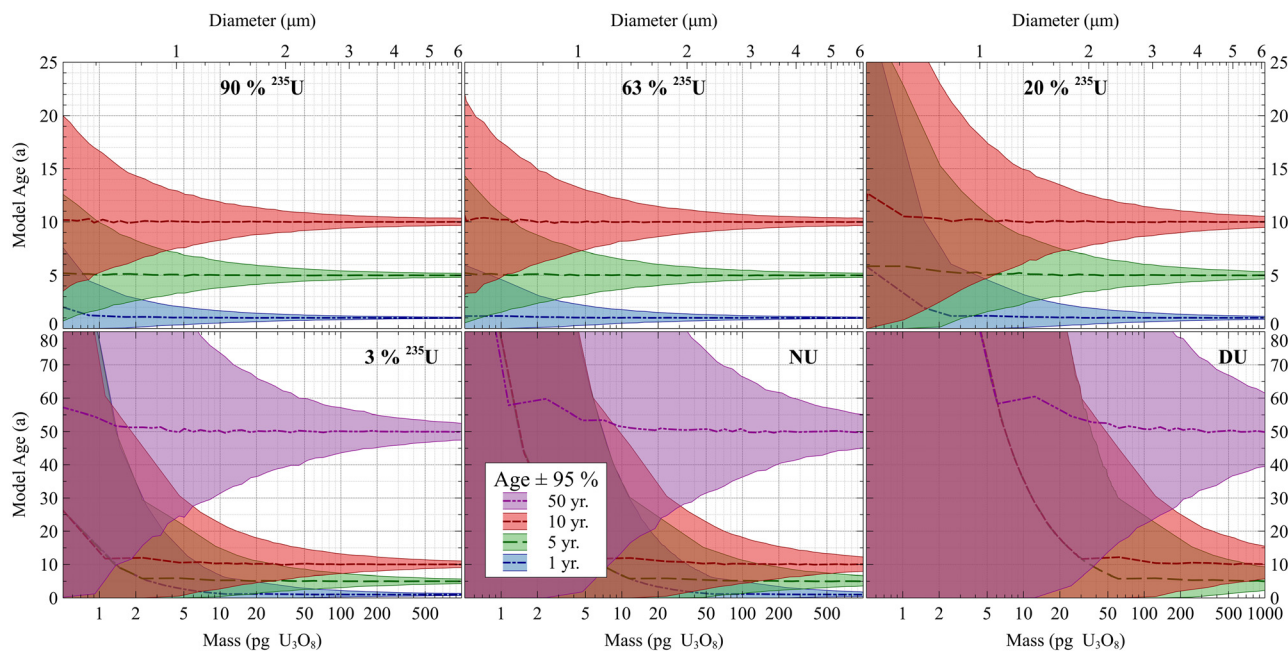 Diameter (μm) Diameter (μm) Diameter (μm)
1 2 3 4 5 6 1 2 3 4 5 6 1 2 3 4 5 6
90 % ²³⁵U 63 % ²³⁵U 20 % ²³⁵U
Model Age (a)
25
20
15
10
5
0
25
20
15
10
5
0
3 % ²³⁵U NU DU
Model Age (a)
80
70
60
50
40
30
20
10
0
Age ± 95 %
50 yr.
10 yr.
5 yr.
1 yr.
80
70
60
50
40
30
20
10
0
1 2 5 10 20 50 100 200 500 1 2 5 10 20 50 100 200 500 1 2 5 10 20 50 100 200 500 1000
Mass (pg U₃O₈) Mass (pg U₃O₈) Mass (pg U₃O₈)